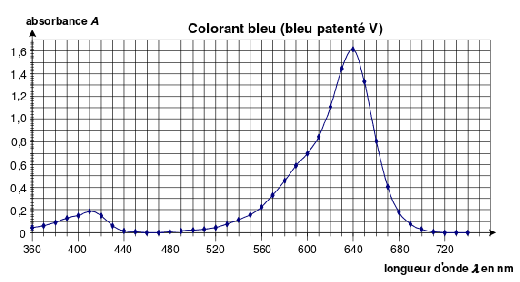 absorbance A
Colorant bleu (bleu patenté V)
1,6
1,4
1,2
1,0
0,8
0,6
0,4
0,2
0
360 400 440 480 520 560 600 640 680 720
longueur d'onde λ en nm